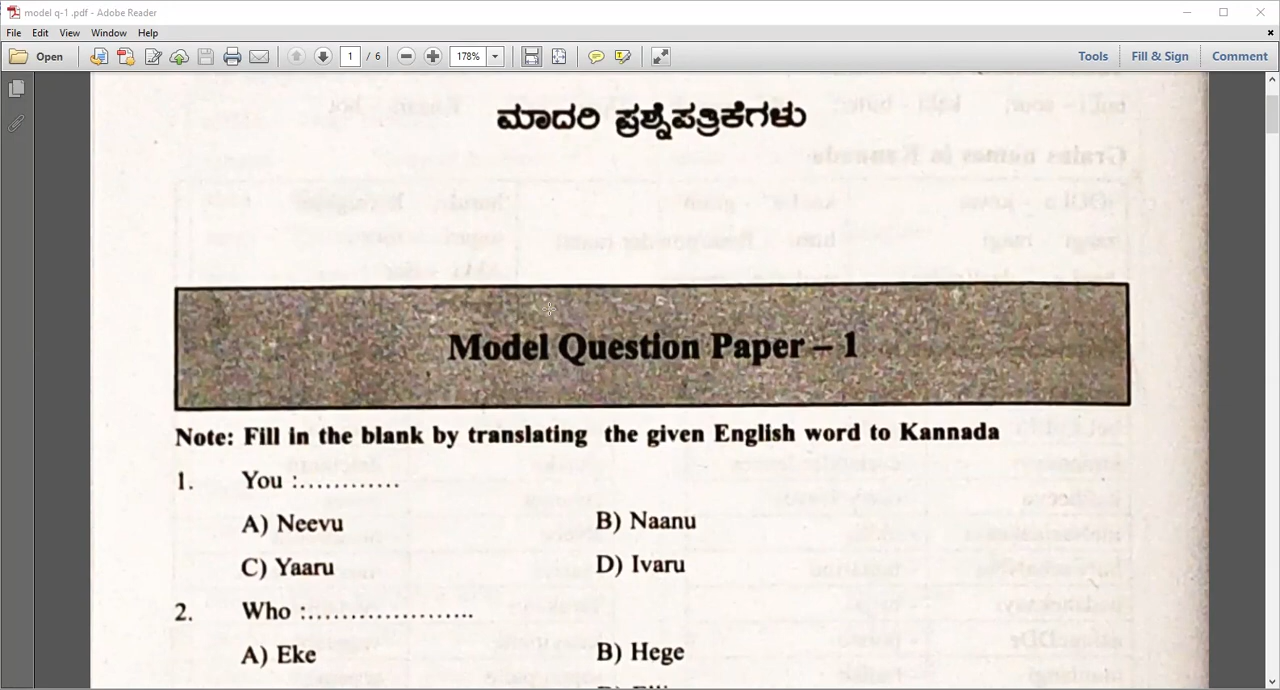 model q-1 .pdf - Adobe Reader
File Edit View Window Help
Open 1 / 6 178% Tools Fill & Sign Comment
ಮಾದರಿ ಪ್ರಶ್ನೆಪತ್ರಿಕೆಗಳು
Model Question Paper – 1
Note: Fill in the blank by translating the given English word to Kannada
1. You :............
A) Neevu B) Naanu
C) Yaaru D) Ivaru
2. Who :....................
A) Eke B) Hege